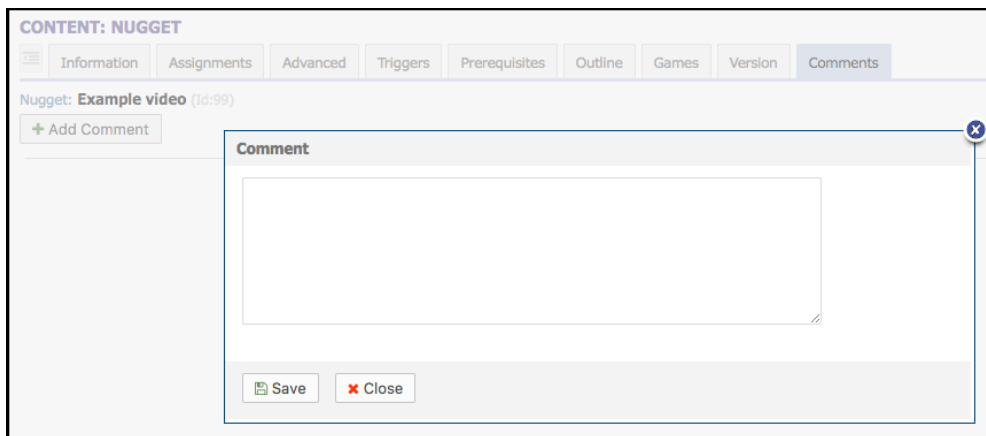 CONTENT: NUGGET
Information Assignments Advanced Triggers Prerequisites Outline Games Version Comments
Nugget: Example video (Id:99)
+ Add Comment
Comment
Save Close